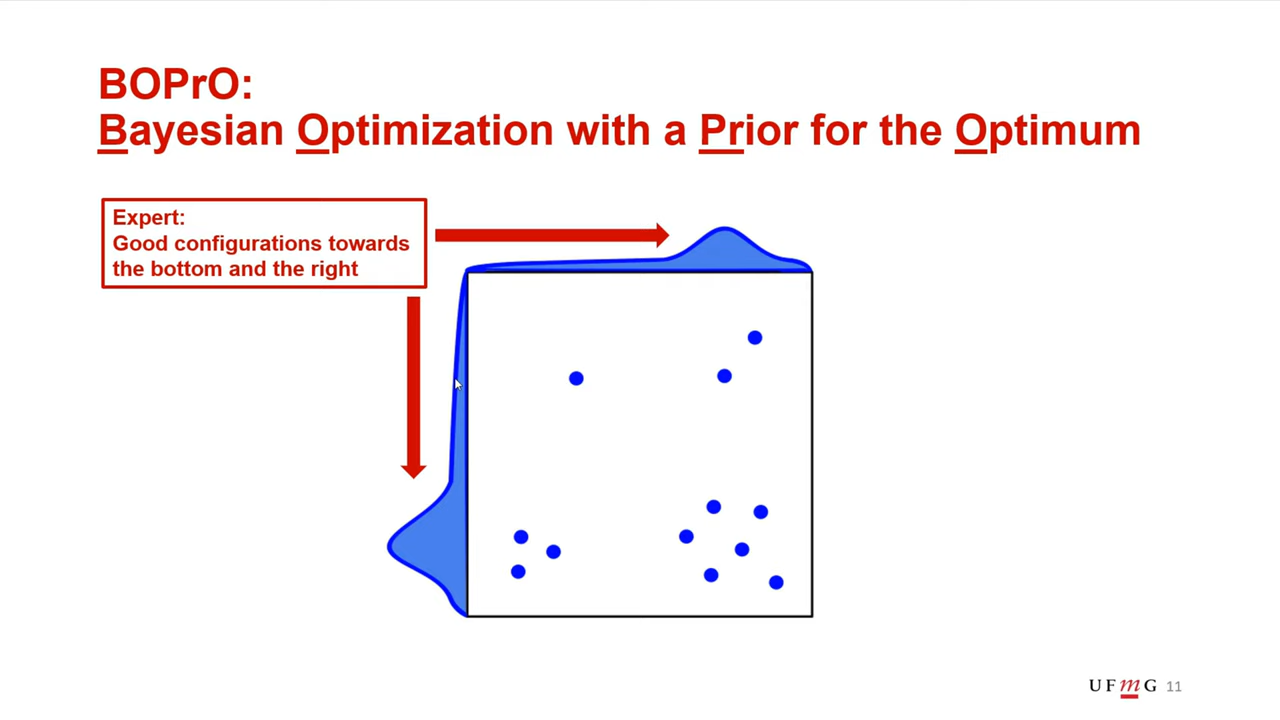 BOPrO:
Bayesian Optimization with a Prior for the Optimum
Expert:
Good configurations towards
the bottom and the right
UFmG 11